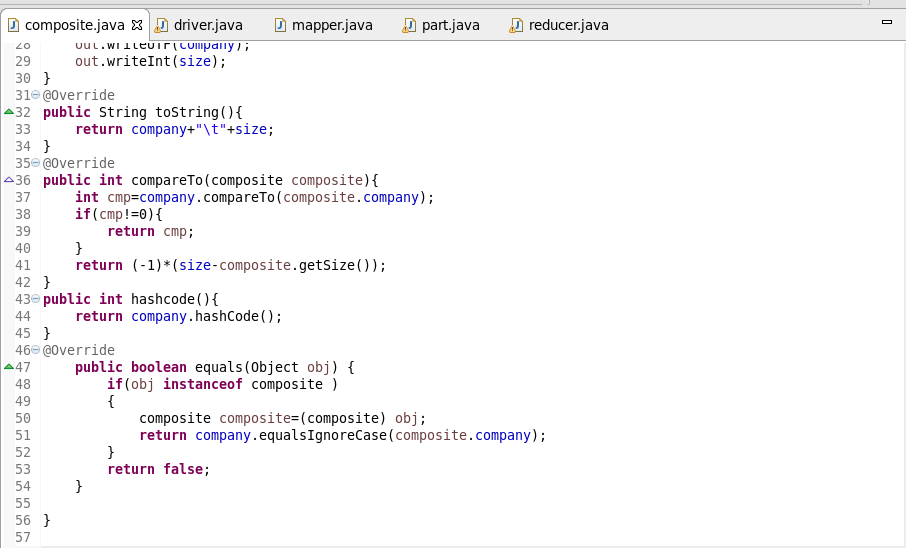 composite.java driver.java mapper.java part.java reducer.java
28 out.writeUTF(company);
29 out.writeInt(size);
30 }
31 @Override
32 public String toString(){
33 return company+"\t"+size;
34 }
35 @Override
36 public int compareTo(composite composite){
37 int cmp=company.compareTo(composite.company);
38 if(cmp!=0){
39 return cmp;
40 }
41 return (-1)*(size-composite.getSize());
42 }
43 public int hashcode(){
44 return company.hashCode();
45 }
46 @Override
47 public boolean equals(Object obj) {
48 if(obj instanceof composite )
49 {
50 composite composite=(composite) obj;
51 return company.equalsIgnoreCase(composite.company);
52 }
53 return false;
54 }
55
56 }
57